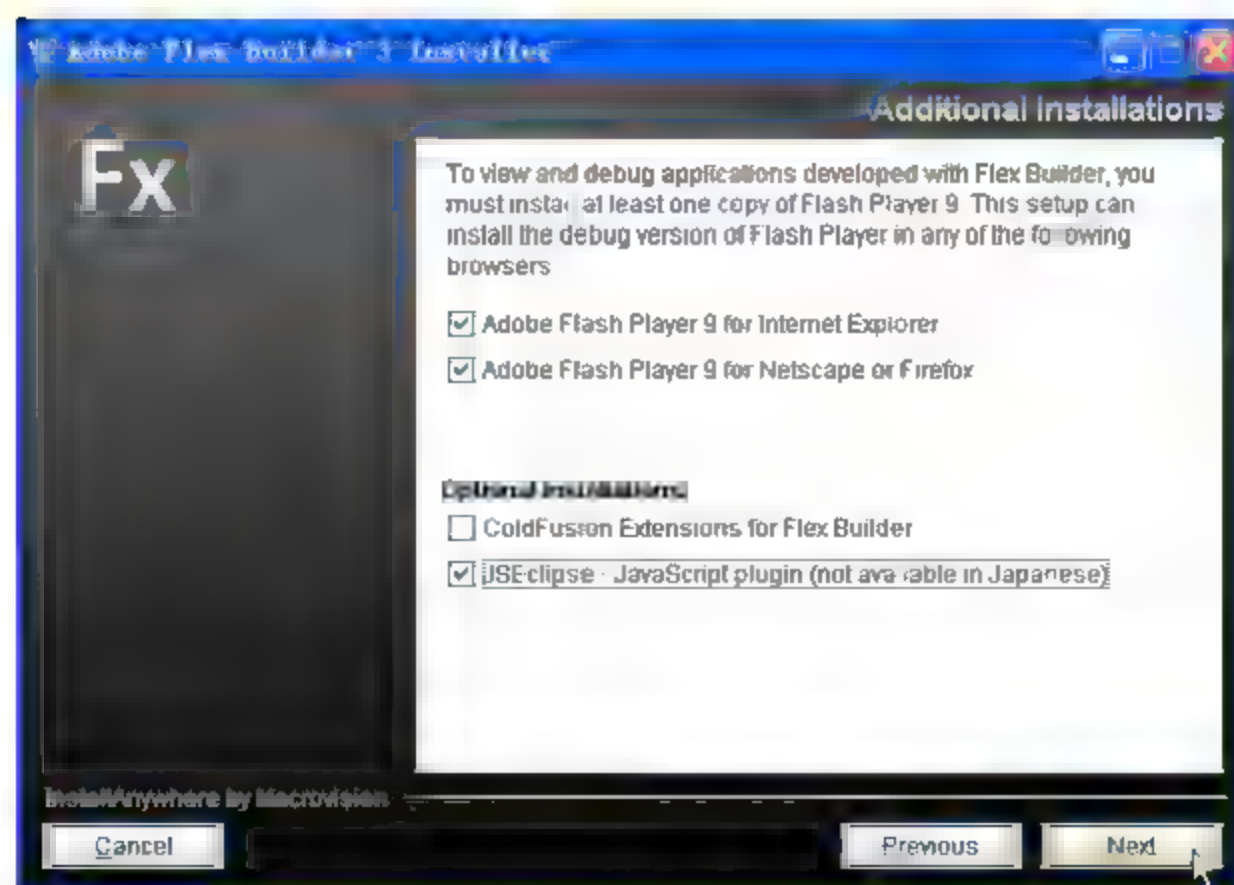 Adobe Flex Builder 3 Installer
Additional Installations
Fx
To view and debug applications developed with Flex Builder, you
must install at least one copy of Flash Player 9 This setup can
install the debug version of Flash Player in any of the following
browsers
Adobe Flash Player 9 for Internet Explorer
Adobe Flash Player 9 for Netscape or Firefox
Optional Installations
ColdFusion Extensions for Flex Builder
JSEclipse - JavaScript plugin (not available in Japanese)
InstallAnywhere by Macrovision
Cancel
Previous
Next